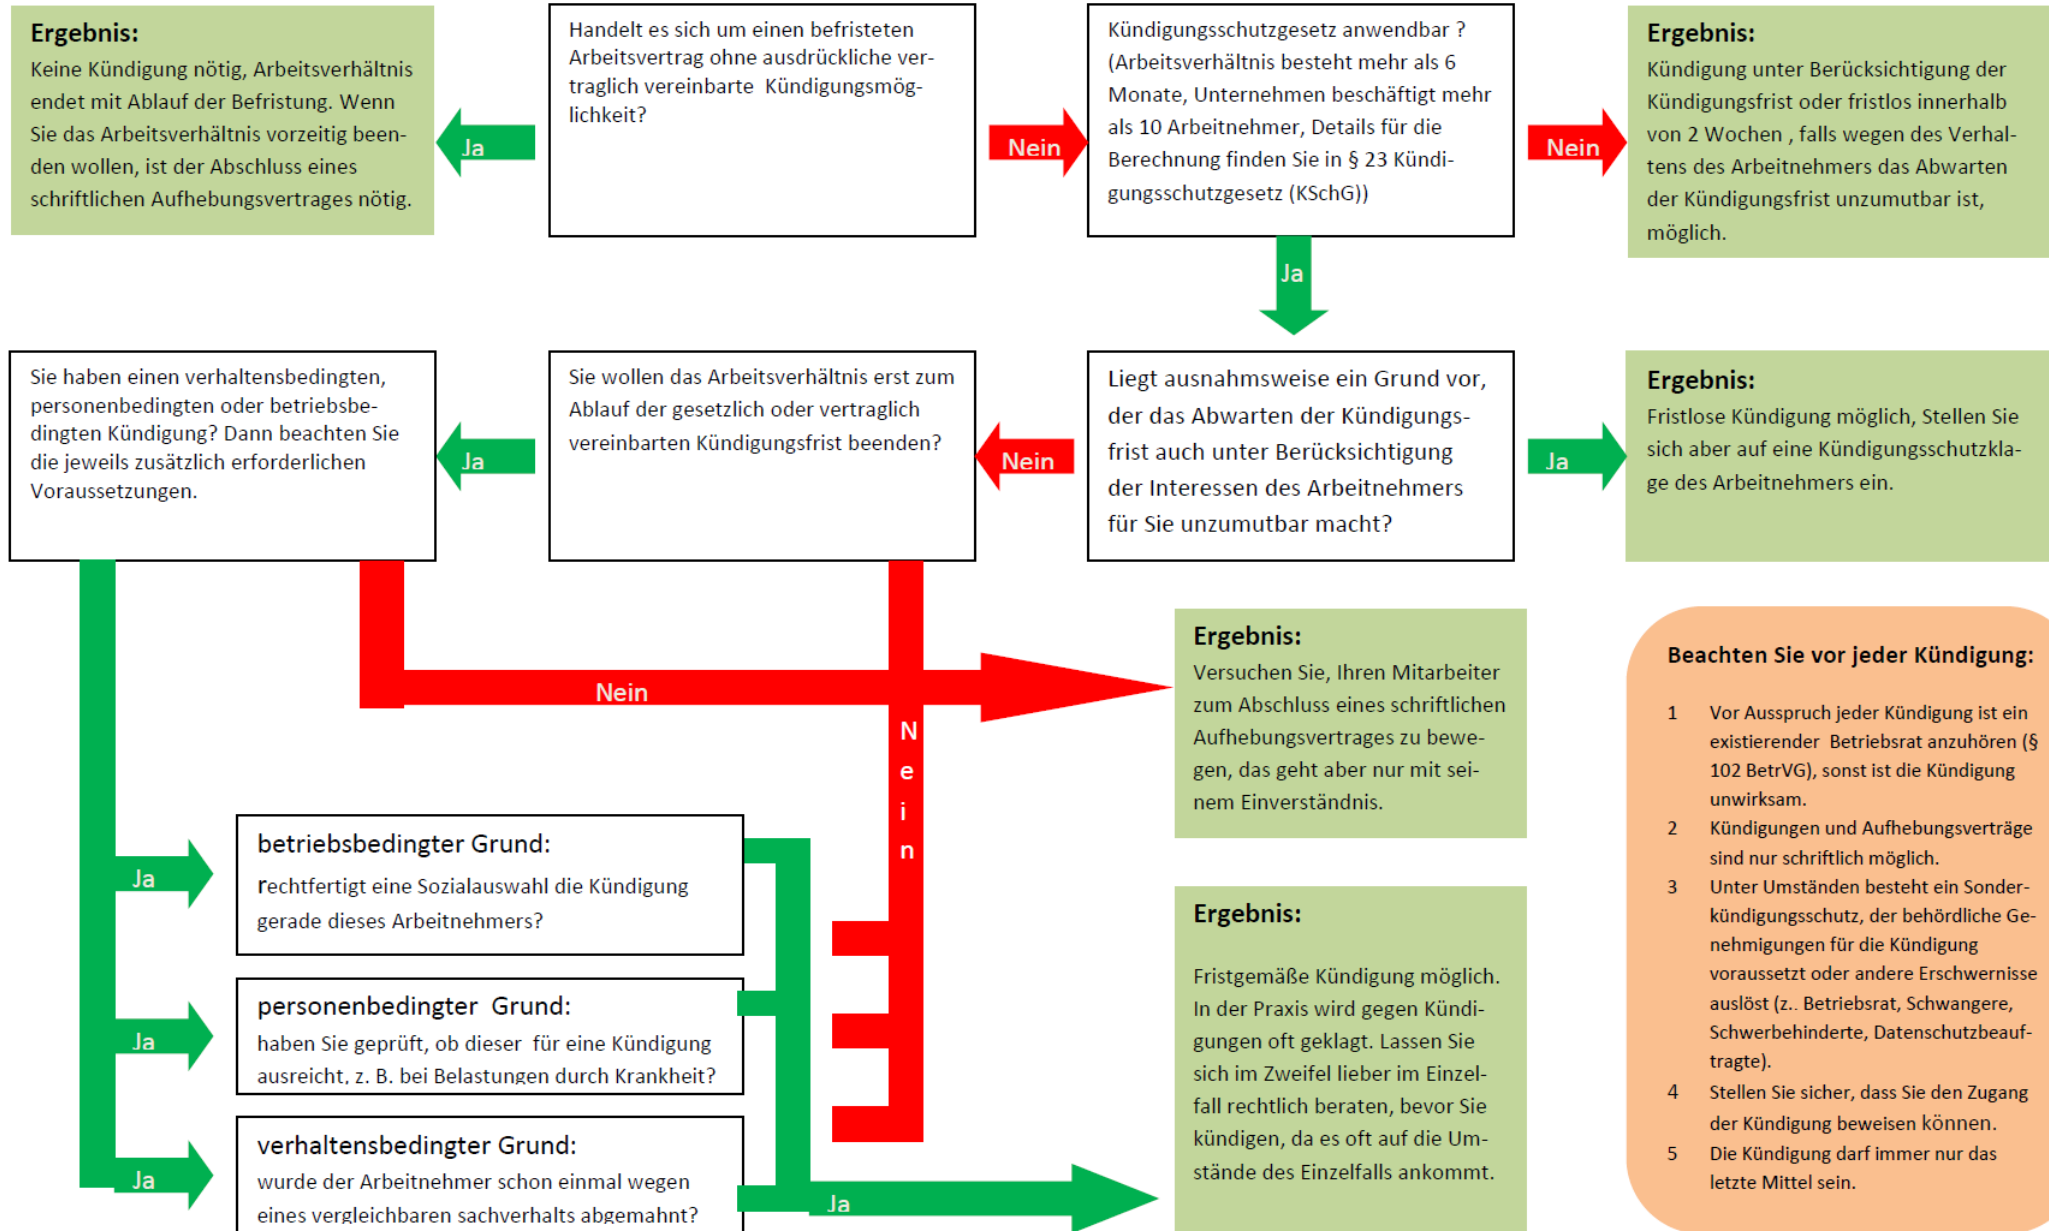 Ergebnis:
Keine Kündigung nötig, Arbeitsverhältnis
endet mit Ablauf der Befristung. Wenn
Sie das Arbeitsverhältnis vorzeitig been-
den wollen, ist der Abschluss eines
schriftlichen Aufhebungsvertrages nötig.
Ja
Handelt es sich um einen befristeten
Arbeitsvertrag ohne ausdrückliche ver-
traglich vereinbarte Kündigungsmög-
lichkeit?
Nein
Kündigungsschutzgesetz anwendbar ?
(Arbeitsverhältnis besteht mehr als 6
Monate, Unternehmen beschäftigt mehr
als 10 Arbeitnehmer, Details für die
Berechnung finden Sie in § 23 Kündi-
gungsschutzgesetz (KSchG))
Nein
Ergebnis:
Kündigung unter Berücksichtigung der
Kündigungsfrist oder fristlos innerhalb
von 2 Wochen , falls wegen des Verhal-
tens des Arbeitnehmers das Abwarten
der Kündigungsfrist unzumutbar ist,
möglich.
Ja
Sie haben einen verhaltensbedingten,
personenbedingten oder betriebsbe-
dingten Kündigung? Dann beachten Sie
die jeweils zusätzlich erforderlichen
Voraussetzungen.
Ja
Sie wollen das Arbeitsverhältnis erst zum
Ablauf der gesetzlich oder vertraglich
vereinbarten Kündigungsfrist beenden?
Nein
Liegt ausnahmsweise ein Grund vor,
der das Abwarten der Kündigungs-
frist auch unter Berücksichtigung
der Interessen des Arbeitnehmers
für Sie unzumutbar macht?
Ja
Ergebnis:
Fristlose Kündigung möglich, Stellen Sie
sich aber auf eine Kündigungsschutzkla-
ge des Arbeitnehmers ein.
Nein
N
e
i
n
Ergebnis:
Versuchen Sie, Ihren Mitarbeiter
zum Abschluss eines schriftlichen
Aufhebungsvertrages zu bewe-
gen, das geht aber nur mit sei-
nem Einverständnis.
Ja
betriebsbedingter Grund:
rechtfertigt eine Sozialauswahl die Kündigung
gerade dieses Arbeitnehmers?
Ja
personenbedingter Grund:
haben Sie geprüft, ob dieser für eine Kündigung
ausreicht, z. B. bei Belastungen durch Krankheit?
Ja
verhaltensbedingter Grund:
wurde der Arbeitnehmer schon einmal wegen
eines vergleichbaren sachverhalts abgemahnt?
Ja
Ergebnis:
Fristgemäße Kündigung möglich.
In der Praxis wird gegen Kündi-
gungen oft geklagt. Lassen Sie
sich im Zweifel lieber im Einzel-
fall rechtlich beraten, bevor Sie
kündigen, da es oft auf die Um-
stände des Einzelfalls ankommt.
Beachten Sie vor jeder Kündigung:
1 Vor Ausspruch jeder Kündigung ist ein
existierender Betriebsrat anzuhören (§
102 BetrVG), sonst ist die Kündigung
unwirksam.
2 Kündigungen und Aufhebungsverträge
sind nur schriftlich möglich.
3 Unter Umständen besteht ein Sonder-
kündigungsschutz, der behördliche Ge-
nehmigungen für die Kündigung
voraussetzt oder andere Erschwernisse
auslöst (z.. Betriebsrat, Schwangere,
Schwerbehinderte, Datenschutzbeauf-
tragte).
4 Stellen Sie sicher, dass Sie den Zugang
der Kündigung beweisen können.
5 Die Kündigung darf immer nur das
letzte Mittel sein.